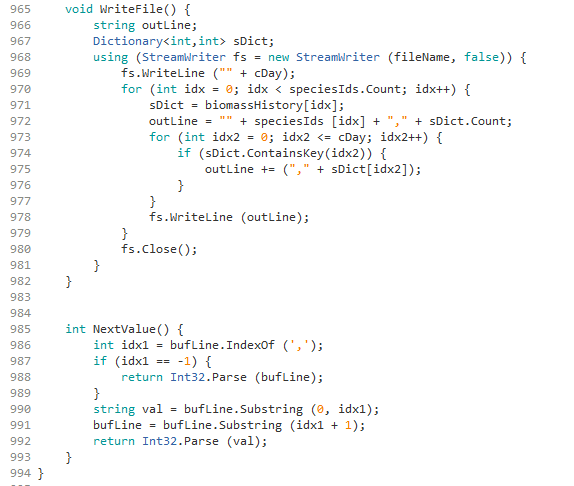 965 void WriteFile() {
966 string outLine;
967 Dictionary<int,int> sDict;
968 using (StreamWriter fs = new StreamWriter (fileName, false)) {
969 fs.WriteLine ("" + cDay);
970 for (int idx = 0; idx < speciesIds.Count; idx++) {
971 sDict = biomassHistory[idx];
972 outLine = "" + speciesIds [idx] + "," + sDict.Count;
973 for (int idx2 = 0; idx2 <= cDay; idx2++) {
974 if (sDict.ContainsKey(idx2)) {
975 outLine += ("," + sDict[idx2]);
976 }
977 }
978 fs.WriteLine (outLine);
979 }
980 fs.Close();
981 }
982 }
983
984
985 int NextValue() {
986 int idx1 = bufLine.IndexOf (',');
987 if (idx1 == -1) {
988 return Int32.Parse (bufLine);
989 }
990 string val = bufLine.Substring (0, idx1);
991 bufLine = bufLine.Substring (idx1 + 1);
992 return Int32.Parse (val);
993 }
994 }